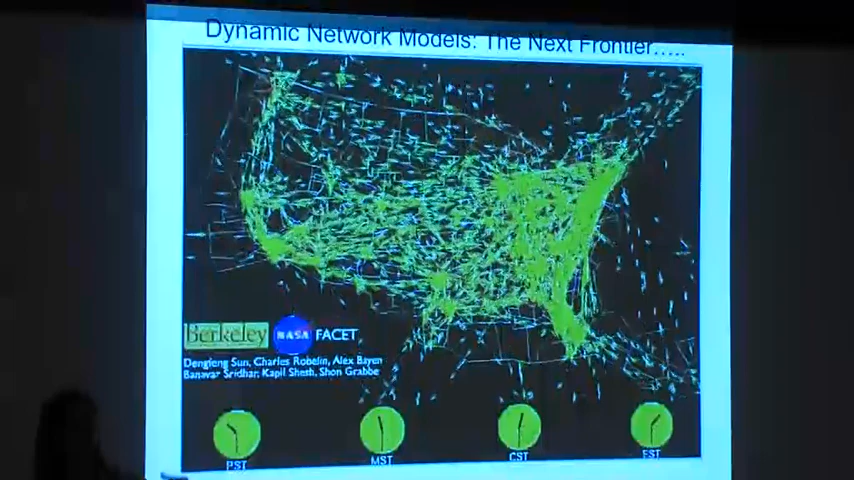 Dynamic Network Models: The Next Frontier.....
Berkeley NASA FACET
Dengfeng Sun, Charles Robelin, Alex Bayen
Banavar Sridhar, Kapil Sheth, Shon Grabbe
PST MST CST EST